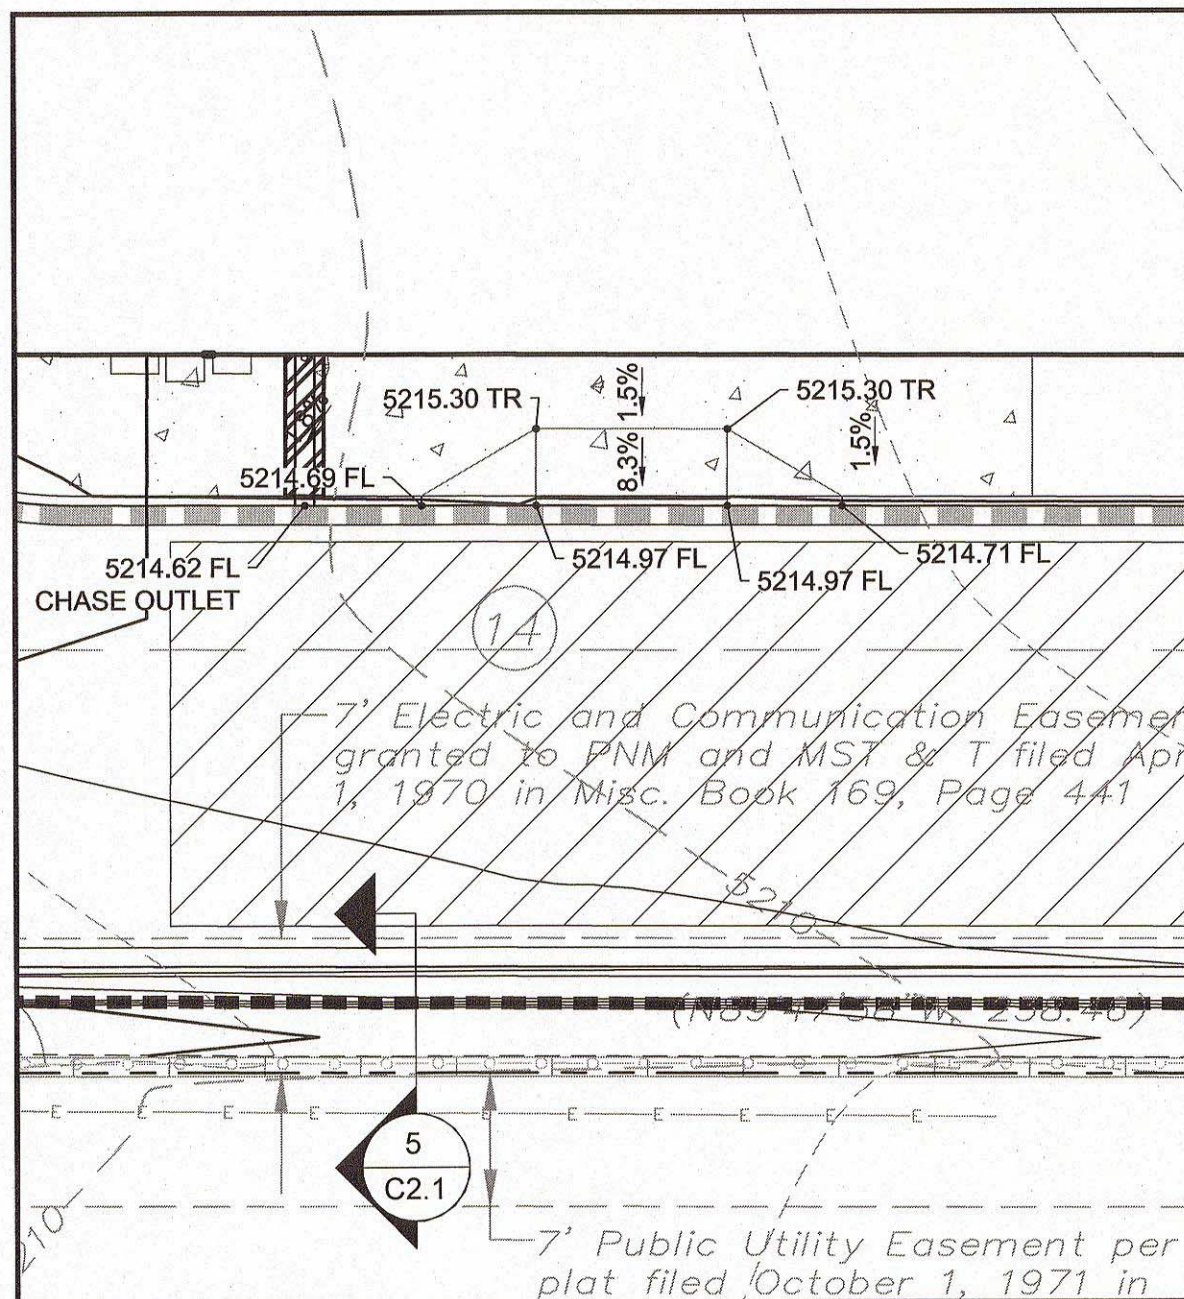 1.5%
5215.30 TR
5215.30 TR
8.3%
1.5%
5214.69 FL
5214.62 FL
CHASE OUTLET
5214.97 FL
5214.97 FL
5214.71 FL
14
7' Electric and Communication
granted to PNM and MST & T filed
1, 1970 in Misc. Book 169, Page 441
5210
E E E E E E E E E E E
5
C2.1
210
7' Public Utility Easement per
plat filed October 1, 1971 in